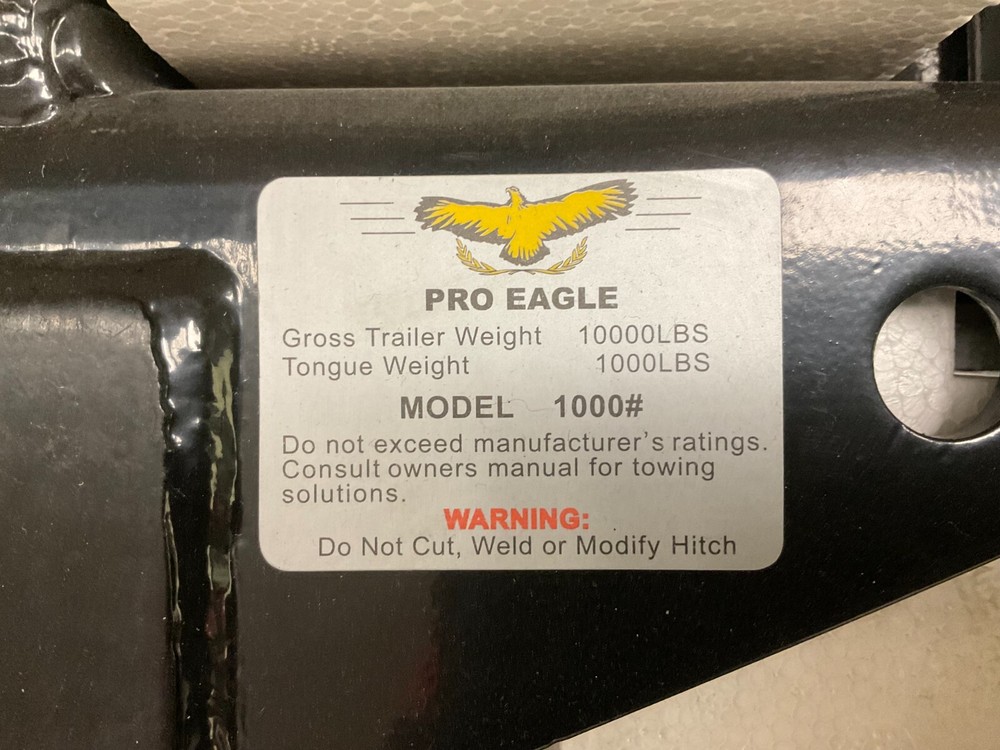 PRO EAGLE
Gross Trailer Weight 10000LBS
Tongue Weight 1000LBS
MODEL 1000#
Do not exceed manufacturer's ratings.
Consult owners manual for towing
solutions.
WARNING:
Do Not Cut, Weld or Modify Hitch